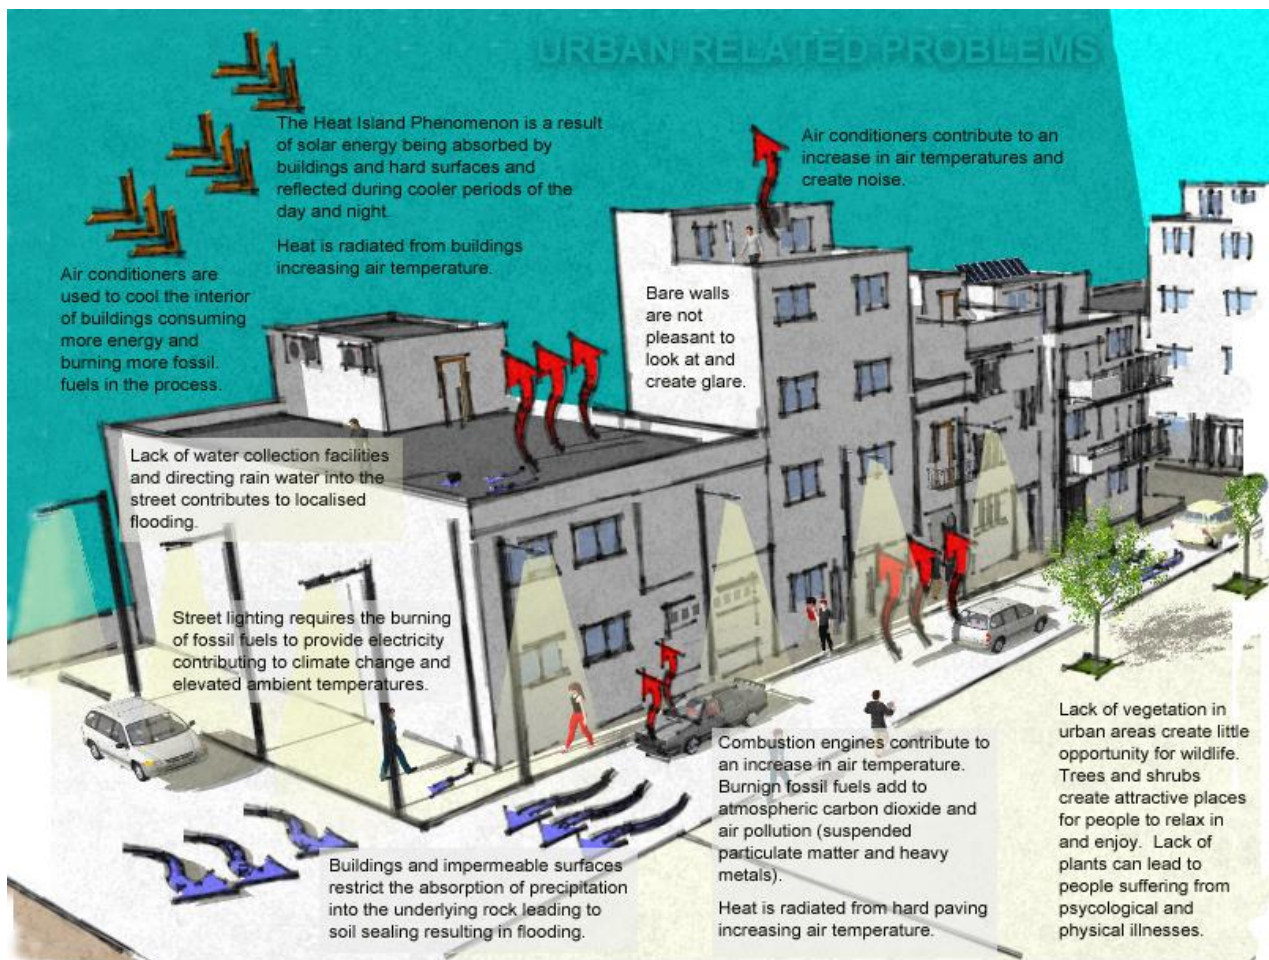 URBAN RELATED PROBLEMS
The Heat Island Phenomenon is a result
of solar energy being absorbed by
buildings and hard surfaces and
reflected during cooler periods of the
day and night.
Heat is radiated from buildings
increasing air temperature.
Air conditioners contribute to an
increase in air temperatures and
create noise.
Air conditioners are
used to cool the interior
of buildings consuming
more energy and
burning more fossil.
fuels in the process.
Bare walls
are not
pleasant to
look at and
create glare.
Lack of water collection facilities
and directing rain water into the
street contributes to localised
flooding.
Street lighting requires the burning
of fossil fuels to provide electricity
contributing to climate change and
elevated ambient temperatures.
Buildings and impermeable surfaces
restrict the absorption of precipitation
into the underlying rock leading to
soil sealing resulting in flooding.
Combustion engines contribute to
an increase in air temperature.
Burnign fossil fuels add to
atmospheric carbon dioxide and
air pollution (suspended
particulate matter and heavy
metals).
Heat is radiated from hard paving
increasing air temperature.
Lack of vegetation in
urban areas create little
opportunity for wildlife.
Trees and shrubs
create attractive places
for people to relax in
and enjoy. Lack of
plants can lead to
people suffering from
psycological and
physical illnesses.